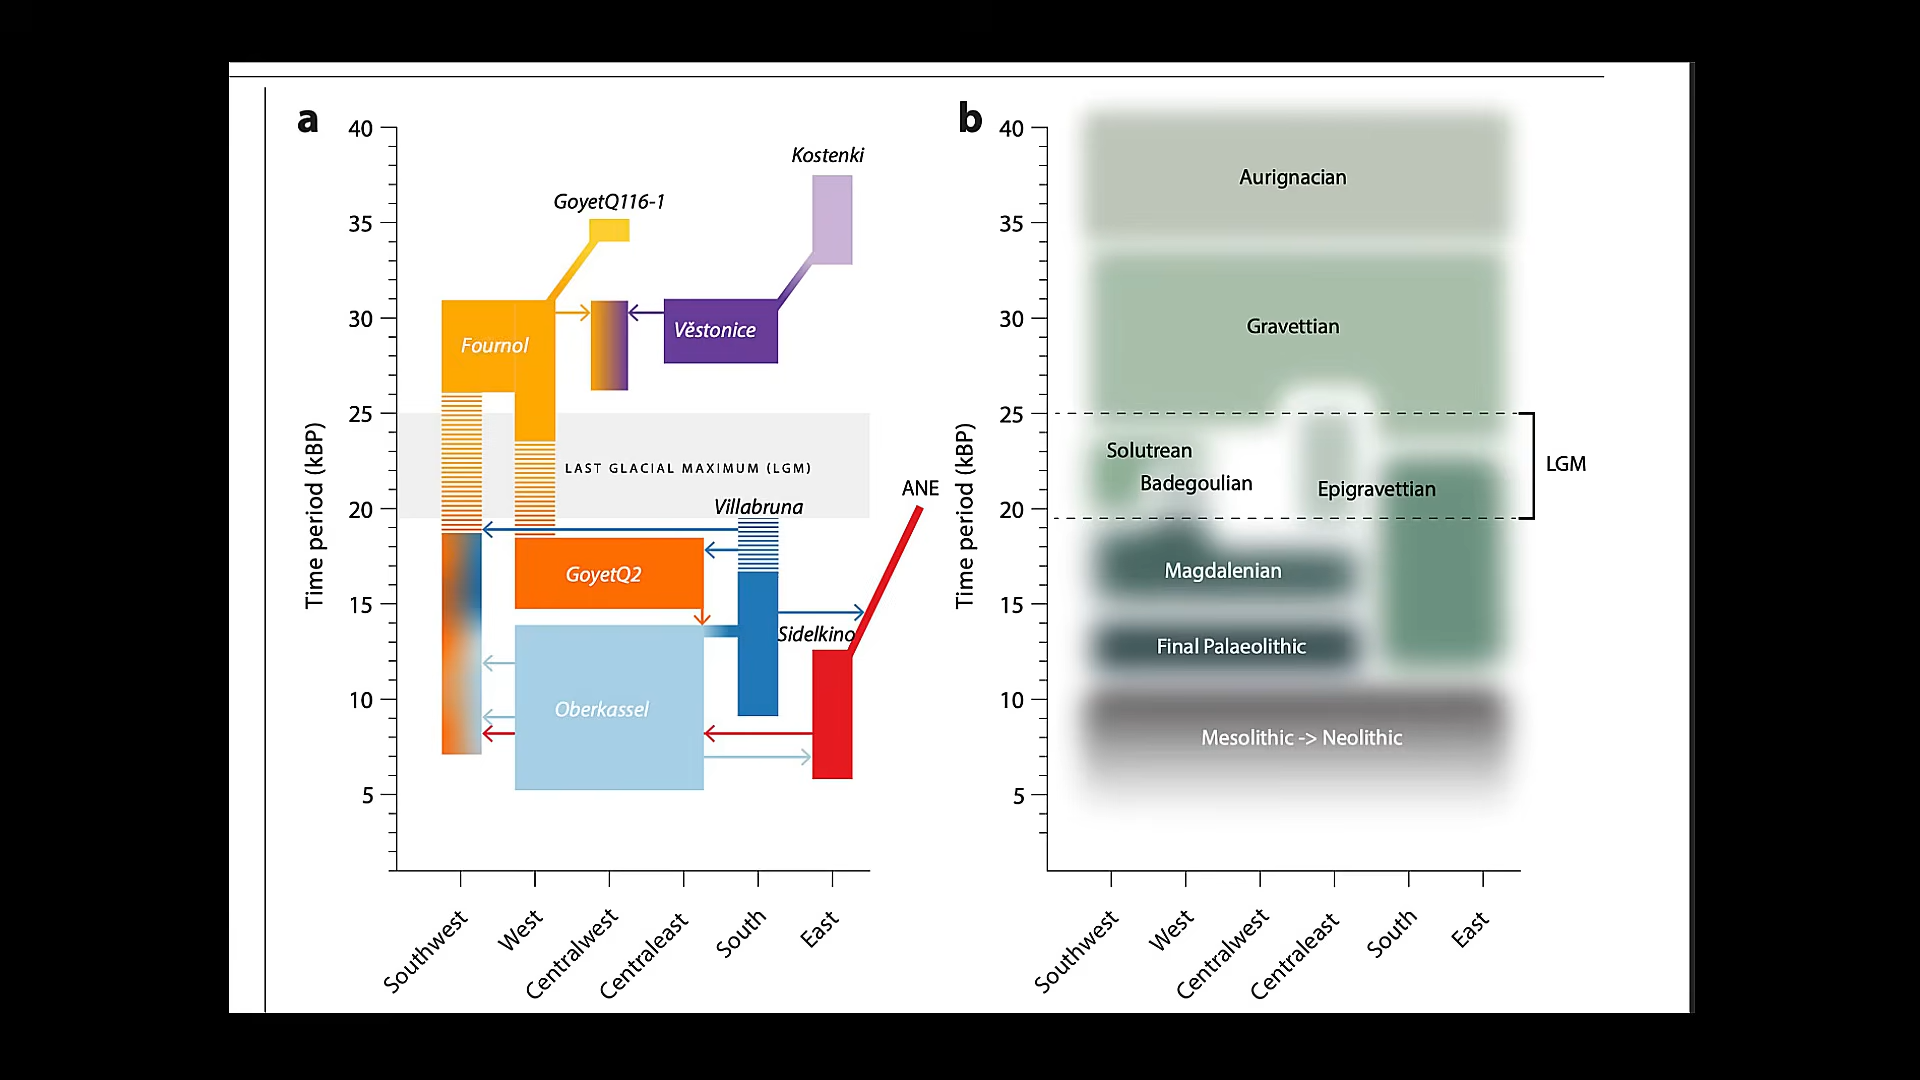 a
Time period (kBP)
40
35
30
25
20
15
10
5
Kostenki
GoyetQ116-1
Věstonice
Fournol
LAST GLACIAL MAXIMUM (LGM)
ANE
Villabruna
GoyetQ2
Sidelkino
Oberkassel
Southwest
West
Centralwest
Centraleast
South
East
b
Time period (kBP)
40
35
30
25
20
15
10
5
Aurignacian
Gravettian
Solutrean
LGM
Badegoulian
Epigravettian
Magdalenian
Final Palaeolithic
Mesolithic -> Neolithic
Southwest
West
Centralwest
Centraleast
South
East